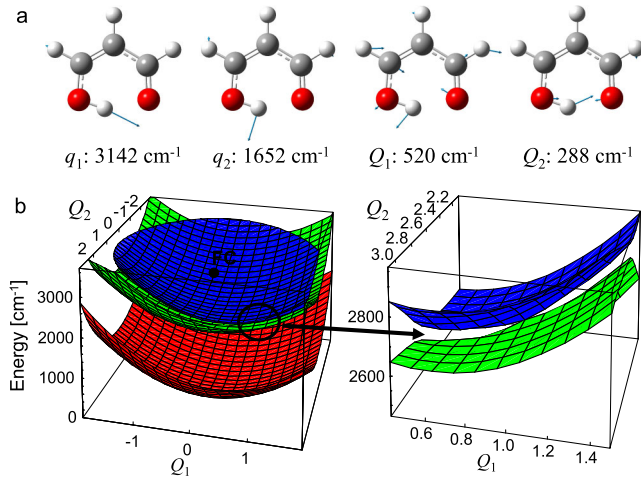 a
q1: 3142 cm-1
q2: 1652 cm-1
Q1: 520 cm-1
Q2: 288 cm-1
b
Q2
-2
-1
0
1
2
FC
Energy [cm-1]
3000
2000
1000
0
-1
0
1
Q1
Q2
2.2
2.4
2.6
2.8
3.0
2800
2600
0.6
0.8
1.0
1.2
1.4
Q1